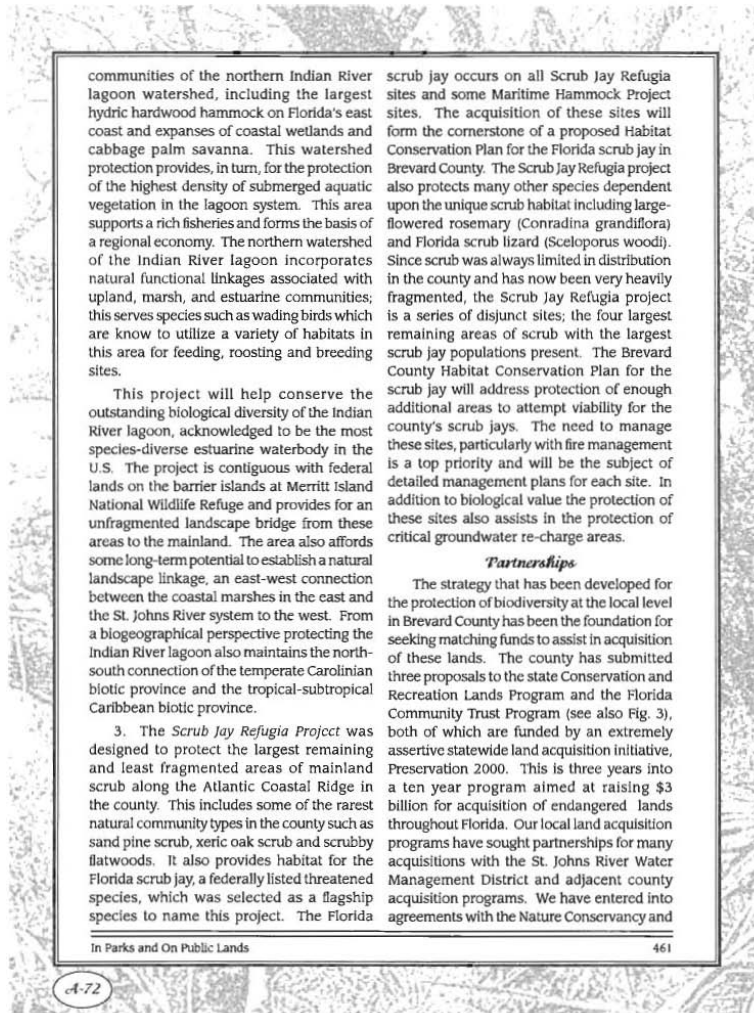 communities of the northern Indian River
lagoon watershed, including the largest
hydric hardwood hammock on Florida's east
coast and expanses of coastal wetlands and
cabbage palm savanna. This watershed
protection provides, in turn, for the protection
of the highest density of submerged aquatic
vegetation in the lagoon system. This area
supports a rich fisheries and forms the basis of
a regional economy. The northern watershed
of the Indian River lagoon incorporates
natural functional linkages associated with
upland, marsh, and estuarine communities;
this serves species such as wading birds which
are know to utilize a variety of habitats in
this area for feeding, roosting and breeding
sites.
This project will help conserve the
outstanding biological diversity of the Indian
River lagoon, acknowledged to be the most
species-diverse estuarine waterbody in the
U.S. The project is contiguous with federal
lands on the barrier islands at Merritt Island
National Wildlife Refuge and provides for an
unfragmented landscape bridge from these
areas to the mainland. The area also affords
some long-term potential to establish a natural
landscape linkage, an east-west connection
between the coastal marshes in the east and
the St. Johns River system to the west. From
a biogeographical perspective protecting the
Indian River lagoon also maintains the north-
south connection of the temperate Carolinian
biotic province and the tropical-subtropical
Caribbean biotic province.
3. The Scrub Jay Refugia Project was
designed to protect the largest remaining
and least fragmented areas of mainland
scrub along the Atlantic Coastal Ridge in
the county. This includes some of the rarest
natural community types in the county such as
sand pine scrub, xeric oak scrub and scrubby
flatwoods. It also provides habitat for the
Florida scrub jay, a federally listed threatened
species, which was selected as a flagship
species to name this project. The Florida
scrub jay occurs on all Scrub Jay Refugia
sites and some Maritime Hammock Project
sites. The acquisition of these sites will
form the cornerstone of a proposed Habitat
Conservation Plan for the Florida scrub jay in
Brevard County. The Scrub Jay Refugia project
also protects many other species dependent
upon the unique scrub habitat including large-
flowered rosemary (Conradina grandiflora)
and Florida scrub lizard (Sceloporus woodi).
Since scrub was always limited in distribution
in the county and has now been very heavily
fragmented, the Scrub Jay Refugia project
is a series of disjunct sites; the four largest
remaining areas of scrub with the largest
scrub jay populations present. The Brevard
County Habitat Conservation Plan for the
scrub jay will address protection of enough
additional areas to attempt viability for the
county's scrub jays. The need to manage
these sites, particularly with fire management
is a top priority and will be the subject of
detailed management plans for each site. In
addition to biological value the protection of
these sites also assists in the protection of
critical groundwater re-charge areas.
Partnerships
The strategy that has been developed for
the protection of biodiversity at the local level
in Brevard County has been the foundation for
seeking matching funds to assist in acquisition
of these lands. The county has submitted
three proposals to the state Conservation and
Recreation Lands Program and the Florida
Community Trust Program (see also Fig. 3),
both of which are funded by an extremely
assertive statewide land acquisition initiative,
Preservation 2000. This is three years into
a ten year program aimed at raising $3
billion for acquisition of endangered lands
throughout Florida. Our local land acquisition
programs have sought partnerships for many
acquisitions with the St. Johns River Water
Management District and adjacent county
acquisition programs. We have entered into
agreements with the Nature Conservancy and
In Parks and On Public Lands 461
A-72